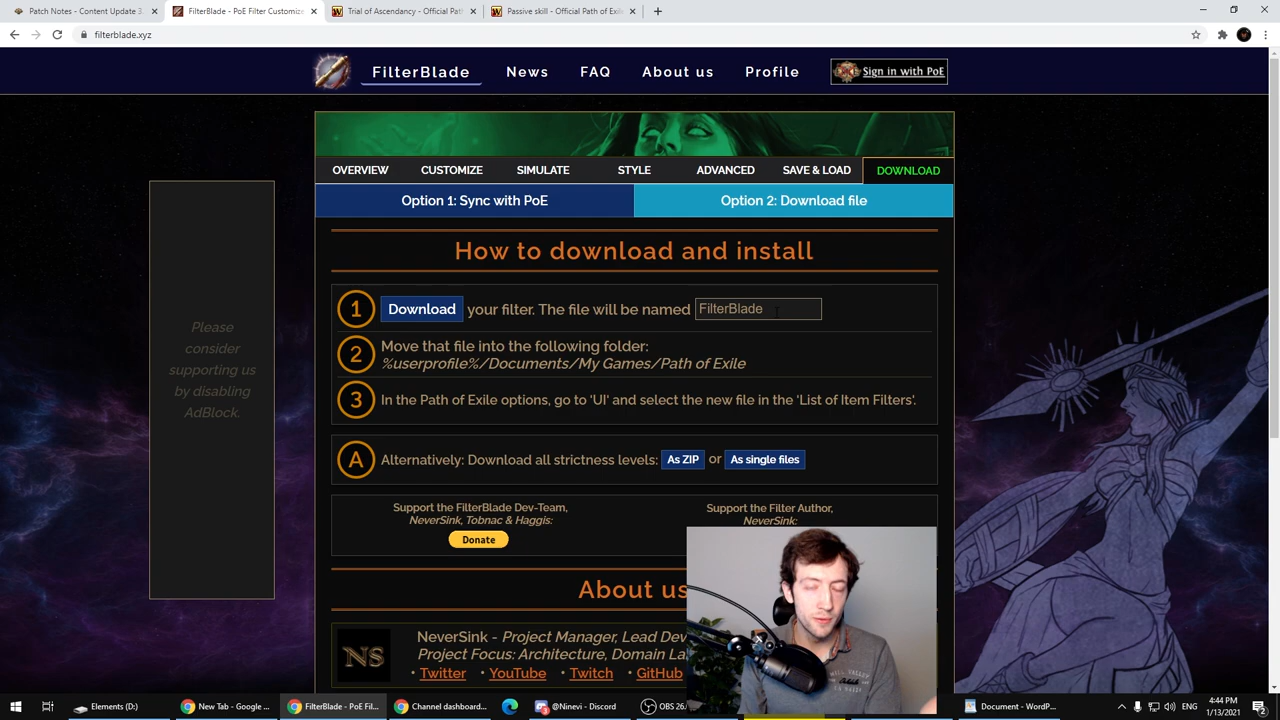 Patch Notes - Content Update 3.
FilterBlade - PoE Filter Customize
Trial of Ascendancy - Official Path
Passive skill - Official Path of Exile
filterblade.xyz
FilterBlade
News
FAQ
About us
Profile
Sign in with PoE
OVERVIEW
CUSTOMIZE
SIMULATE
STYLE
ADVANCED
SAVE & LOAD
DOWNLOAD
Option 1: Sync with PoE
Option 2: Download file
How to download and install
1 Download your filter. The file will be named FilterBlade
2 Move that file into the following folder:
%userprofile%/Documents/My Games/Path of Exile
3 In the Path of Exile options, go to 'UI' and select the new file in the 'List of Item Filters'.
A Alternatively: Download all strictness levels: As ZIP or As single files
Please
consider
supporting us
by disabling
AdBlock.
Support the FilterBlade Dev-Team,
NeverSink, Tobnac & Haggis:
Donate
Support the Filter Author,
NeverSink:
About us
NS
NeverSink - Project Manager, Lead Dev
Project Focus: Architecture, Domain La
• Twitter • YouTube • Twitch • GitHub
Elements (D:)
New Tab - Google ...
FilterBlade - PoE Fil...
Channel dashboard...
@Ninevi - Discord
OBS 26.
Document - WordP...
ENG
4:44 PM
1/13/2021
2